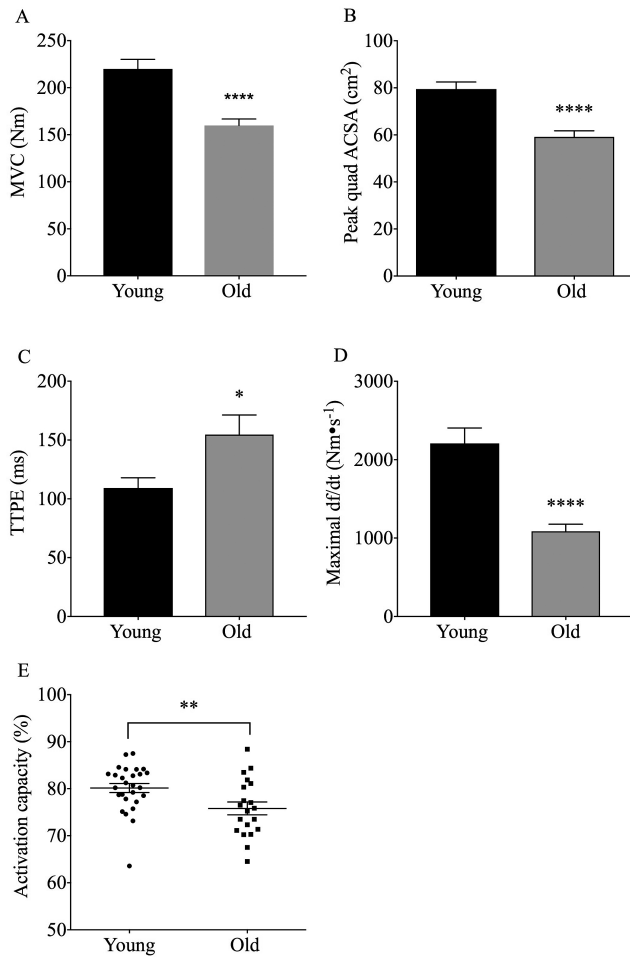 A
MVC (Nm)
250
200
150
100
50
0
****
Young Old
B
Peak quad ACSA (cm²)
80
60
40
20
0
****
Young Old
C
TTPE (ms)
200
150
100
50
0
*
Young Old
D
Maximal df/dt (Nm•s⁻¹)
3000
2000
1000
0
****
Young Old
E
Activation capacity (%)
100
90
80
70
60
50
**
Young Old